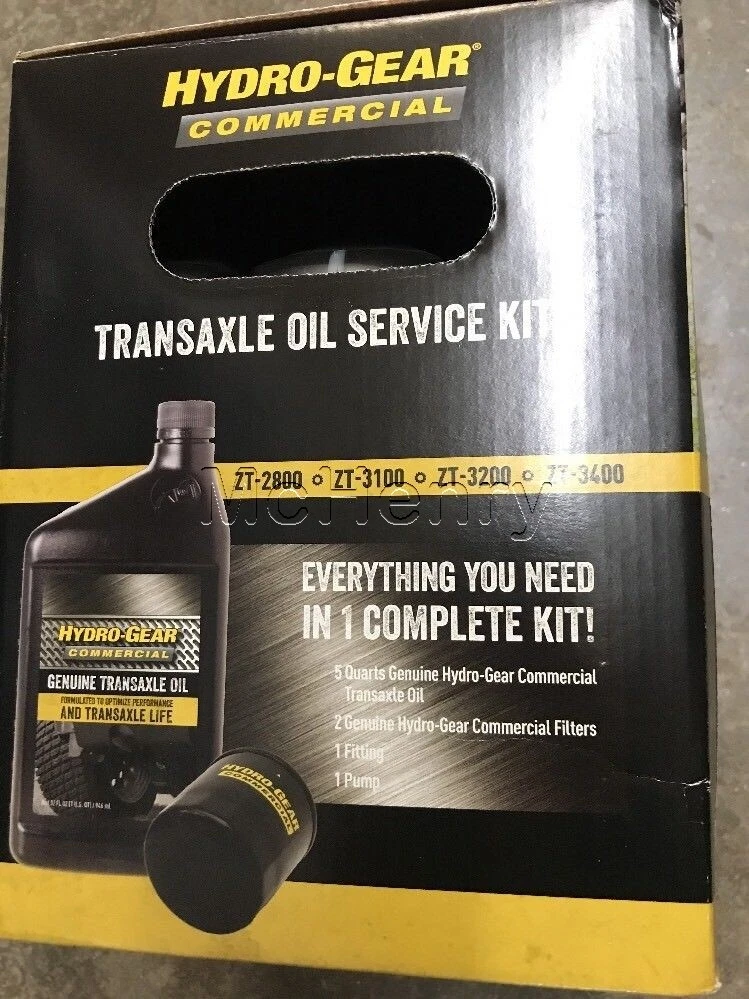 HYDRO-GEAR®
COMMERCIAL
TRANSAXLE OIL SERVICE KIT
ZT-2800 ZT-3100 ZT-3200 ZT-3400
McHenry
EVERYTHING YOU NEED
IN 1 COMPLETE KIT!
5 Quarts Genuine Hydro-Gear Commercial
Transaxle Oil
2 Genuine Hydro-Gear Commercial Filters
1 Fitting
1 Pump
HYDRO-GEAR
COMMERCIAL
GENUINE TRANSAXLE OIL
FORMULATED TO OPTIMIZE PERFORMANCE
AND TRANSAXLE LIFE
HYDRO-GEAR
COMMERCIAL